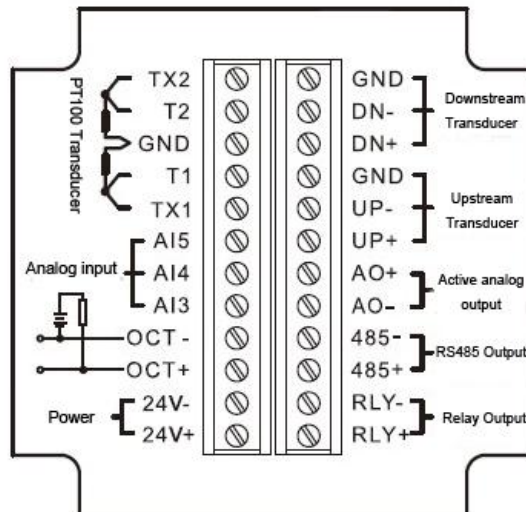 PT100 Transducer
TX2
T2
GND
T1
TX1
Analog input
AI5
AI4
AI3
OCT -
OCT+
Power
24V-
24V+
GND
DN-
DN+
Downstream
Transducer
GND
UP-
UP+
Upstream
Transducer
AO+
AO-
Active analog
output
485-
485+
RS485 Output
RLY-
RLY+
Relay Output